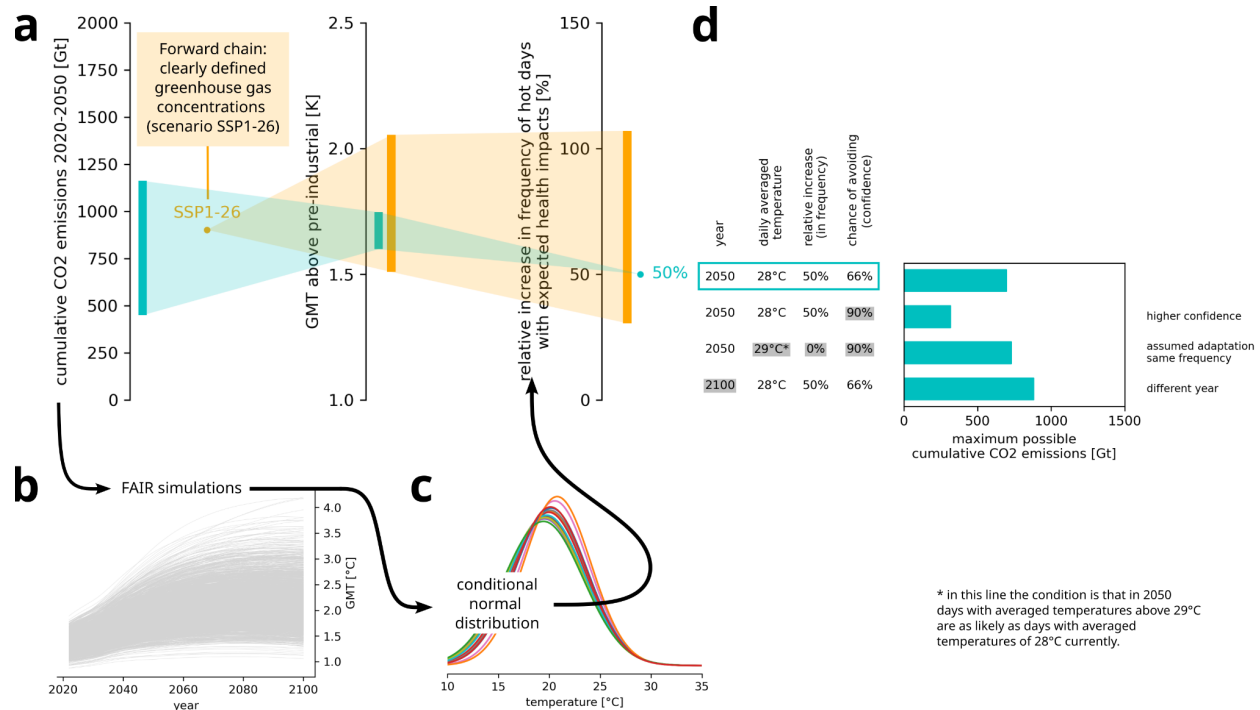 a
cumulative CO2 emissions 2020-2050 [Gt]
2000
1750
1500
1250
1000
750
500
250
0
Forward chain:
clearly defined
greenhouse gas
concentrations
(scenario SSP1-26)
SSP1-26
GMT above pre-industrial [K]
2.5
2.0
1.5
1.0
relative increase in frequency of hot days
with expected health impacts [%]
150
100
50
0
50%
b
FAIR simulations
4.0
3.5
3.0
2.5
2.0
1.5
1.0
GMT [°C]
2020 2040 2060 2080 2100
year
c
conditional
normal
distribution
10 15 20 25 30 35
temperature [°C]
d
year
daily averaged
temperature
relative increase
(in frequency)
chance of avoiding
(confidence)
2050 28°C 50% 66%
2050 28°C 50% 90%
higher confidence
2050 29°C* 0% 90%
assumed adaptation
same frequency
2100 28°C 50% 66%
different year
0 500 1000 1500
maximum possible
cumulative CO2 emissions [Gt]
* in this line the condition is that in 2050
days with averaged temperatures above 29°C
are as likely as days with averaged
temperatures of 28°C currently.